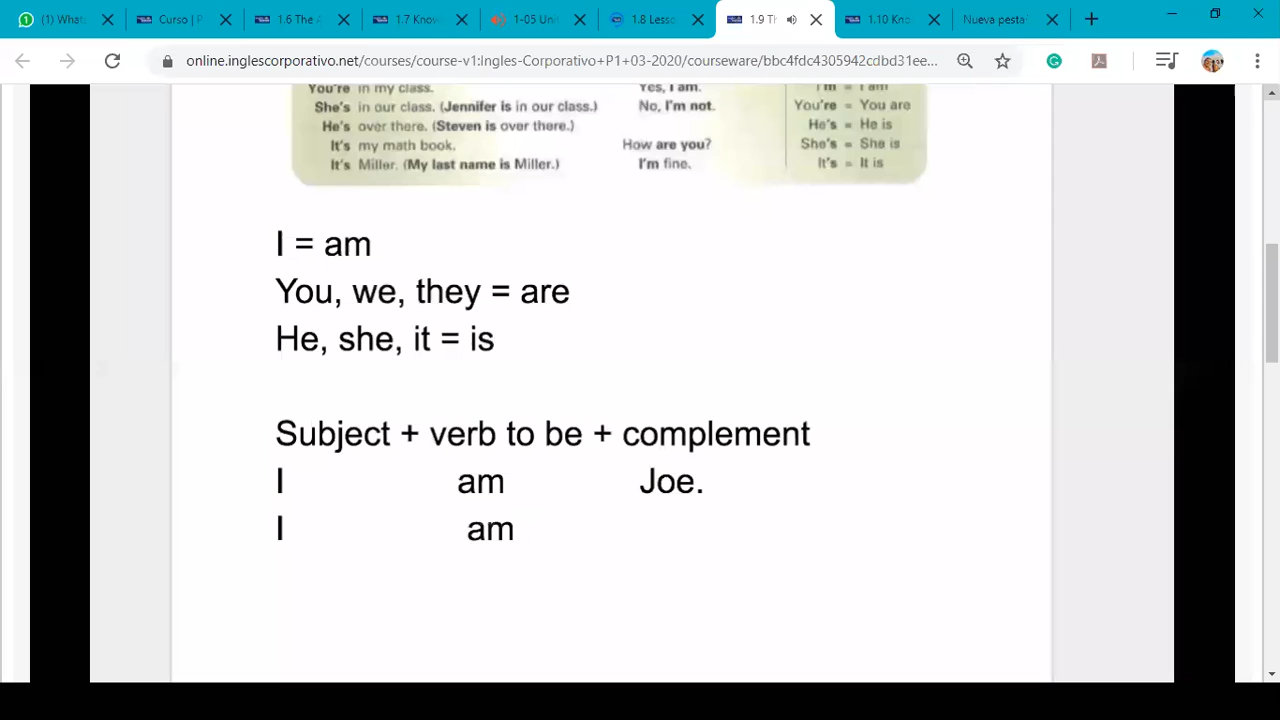 (1) What:
Curso | P
1.6 The A
1.7 Know
1-05 Uni
1.8 Less
1.9 Th
1.10 Kno
Nueva pesta
online.inglescorporativo.net/courses/course-v1:Ingles-Corporativo+P1+03-2020/courseware/bbc4fdc4305942cdbd31ee...
You're in my class.
She's in our class. (Jennifer is in our class.)
He's over there. (Steven is over there.)
It's my math book.
It's Miller. (My last name is Miller.)
Yes, I am.
No, I'm not.
How are you?
I'm fine.
I'm = I am
You're = You are
He's = He is
She's = She is
It's = It is
I = am
You, we, they = are
He, she, it = is
Subject + verb to be + complement
I am Joe.
I am